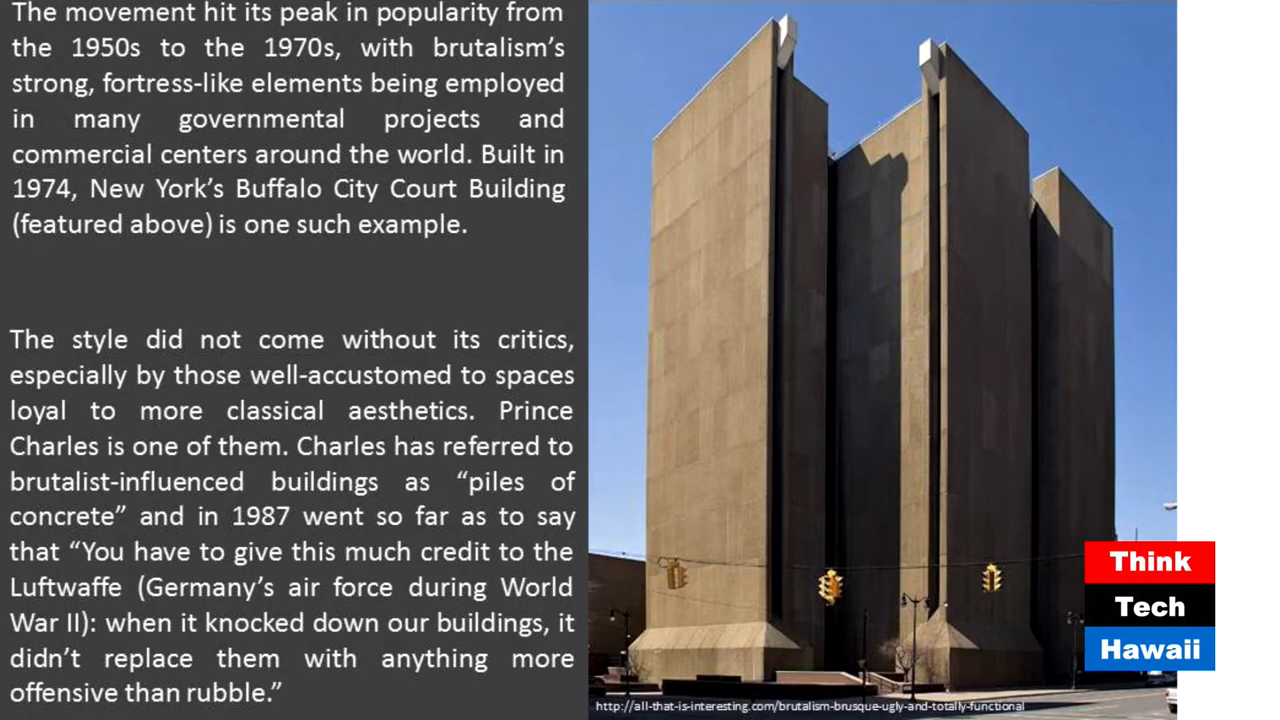 The movement hit its peak in popularity from
the 1950s to the 1970s, with brutalism's
strong, fortress-like elements being employed
in many governmental projects and
commercial centers around the world. Built in
1974, New York's Buffalo City Court Building
(featured above) is one such example.
The style did not come without its critics,
especially by those well-accustomed to spaces
loyal to more classical aesthetics. Prince
Charles is one of them. Charles has referred to
brutalist-influenced buildings as “piles of
concrete” and in 1987 went so far as to say
that “You have to give this much credit to the
Luftwaffe (Germany's air force during World
War II): when it knocked down our buildings, it
didn't replace them with anything more
offensive than rubble.”
Think
Tech
Hawaii
http://all-that-is-interesting.com/brutalism-brusque-ugly-and-totally-functional